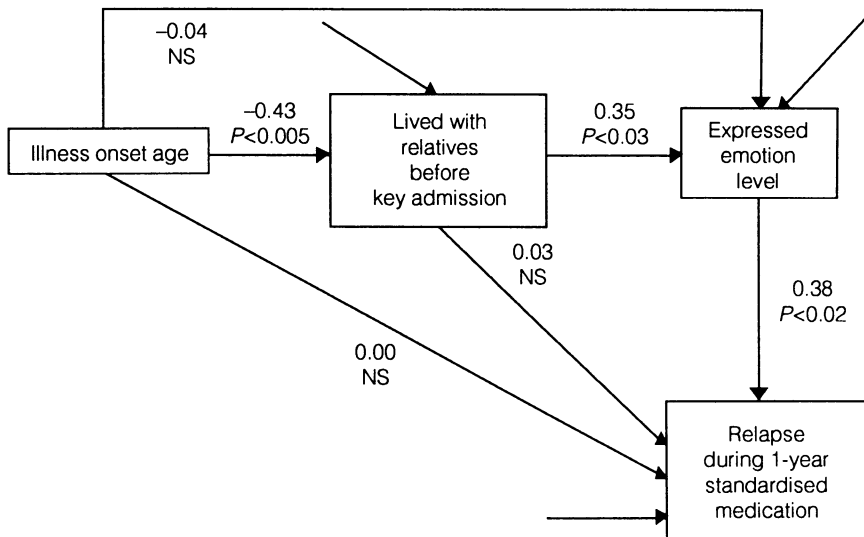 –0.04
NS
–0.43
P<0.005
Illness onset age
Lived with
relatives
before
key admission
0.35
P<0.03
Expressed
emotion
level
0.03
NS
0.38
P<0.02
0.00
NS
Relapse
during 1-year
standardised
medication